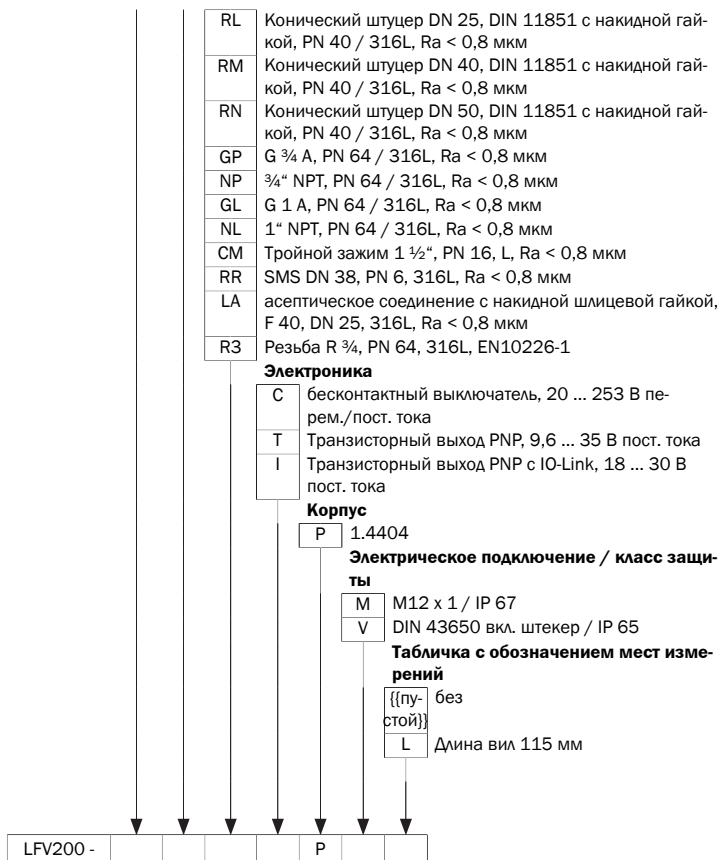 RL Конический штуцер DN 25, DIN 11851 с накидной гай-
кой, PN 40 / 316L, Ra < 0,8 мкм
RM Конический штуцер DN 40, DIN 11851 с накидной гай-
кой, PN 40 / 316L, Ra < 0,8 мкм
RN Конический штуцер DN 50, DIN 11851 с накидной гай-
кой, PN 40 / 316L, Ra < 0,8 мкм
GP G ¾ A, PN 64 / 316L, Ra < 0,8 мкм
NP ¾“ NPT, PN 64 / 316L, Ra < 0,8 мкм
GL G 1 A, PN 64 / 316L, Ra < 0,8 мкм
NL 1“ NPT, PN 64 / 316L, Ra < 0,8 мкм
CM Тройной зажим 1 ½“, PN 16, L, Ra < 0,8 мкм
RR SMS DN 38, PN 6, 316L, Ra < 0,8 мкм
LA асептическое соединение с накидной шлицевой гайкой,
F 40, DN 25, 316L, Ra < 0,8 мкм
R3 Резьба R ¾, PN 64, 316L, EN10226-1
Электроника
C бесконтактный выключатель, 20 ... 253 В пе-
рем./пост. тока
T Транзисторный выход PNP, 9,6 ... 35 В пост. тока
I Транзисторный выход PNP с IO-Link, 18 ... 30 В
пост. тока
Корпус
P 1.4404
Электрическое подключение / класс защи-
ты
M M12 x 1 / IP 67
V DIN 43650 вкл. штекер / IP 65
Табличка с обозначением мест изме-
рений
{{пу- без
стой}}
L Длина вил 115 мм
LFV200 - P